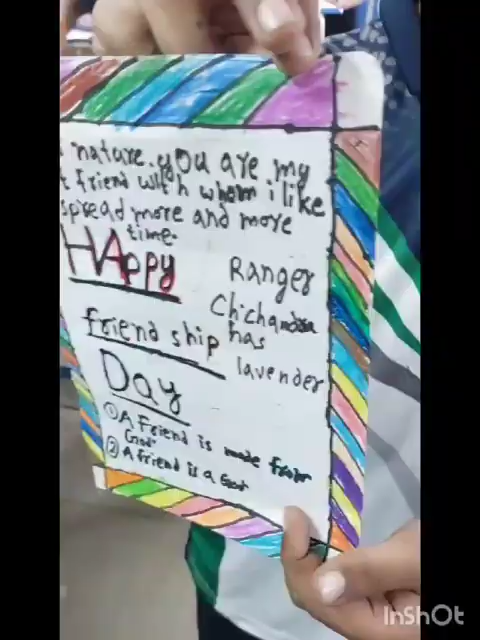 nature. you are my
t friend with whom i like
spread more and more
time.
HAppy
friend ship
Day
Ranger
Chichandra
has
lavender
① A Friend is made from
God
② A friend is a God
InShOt